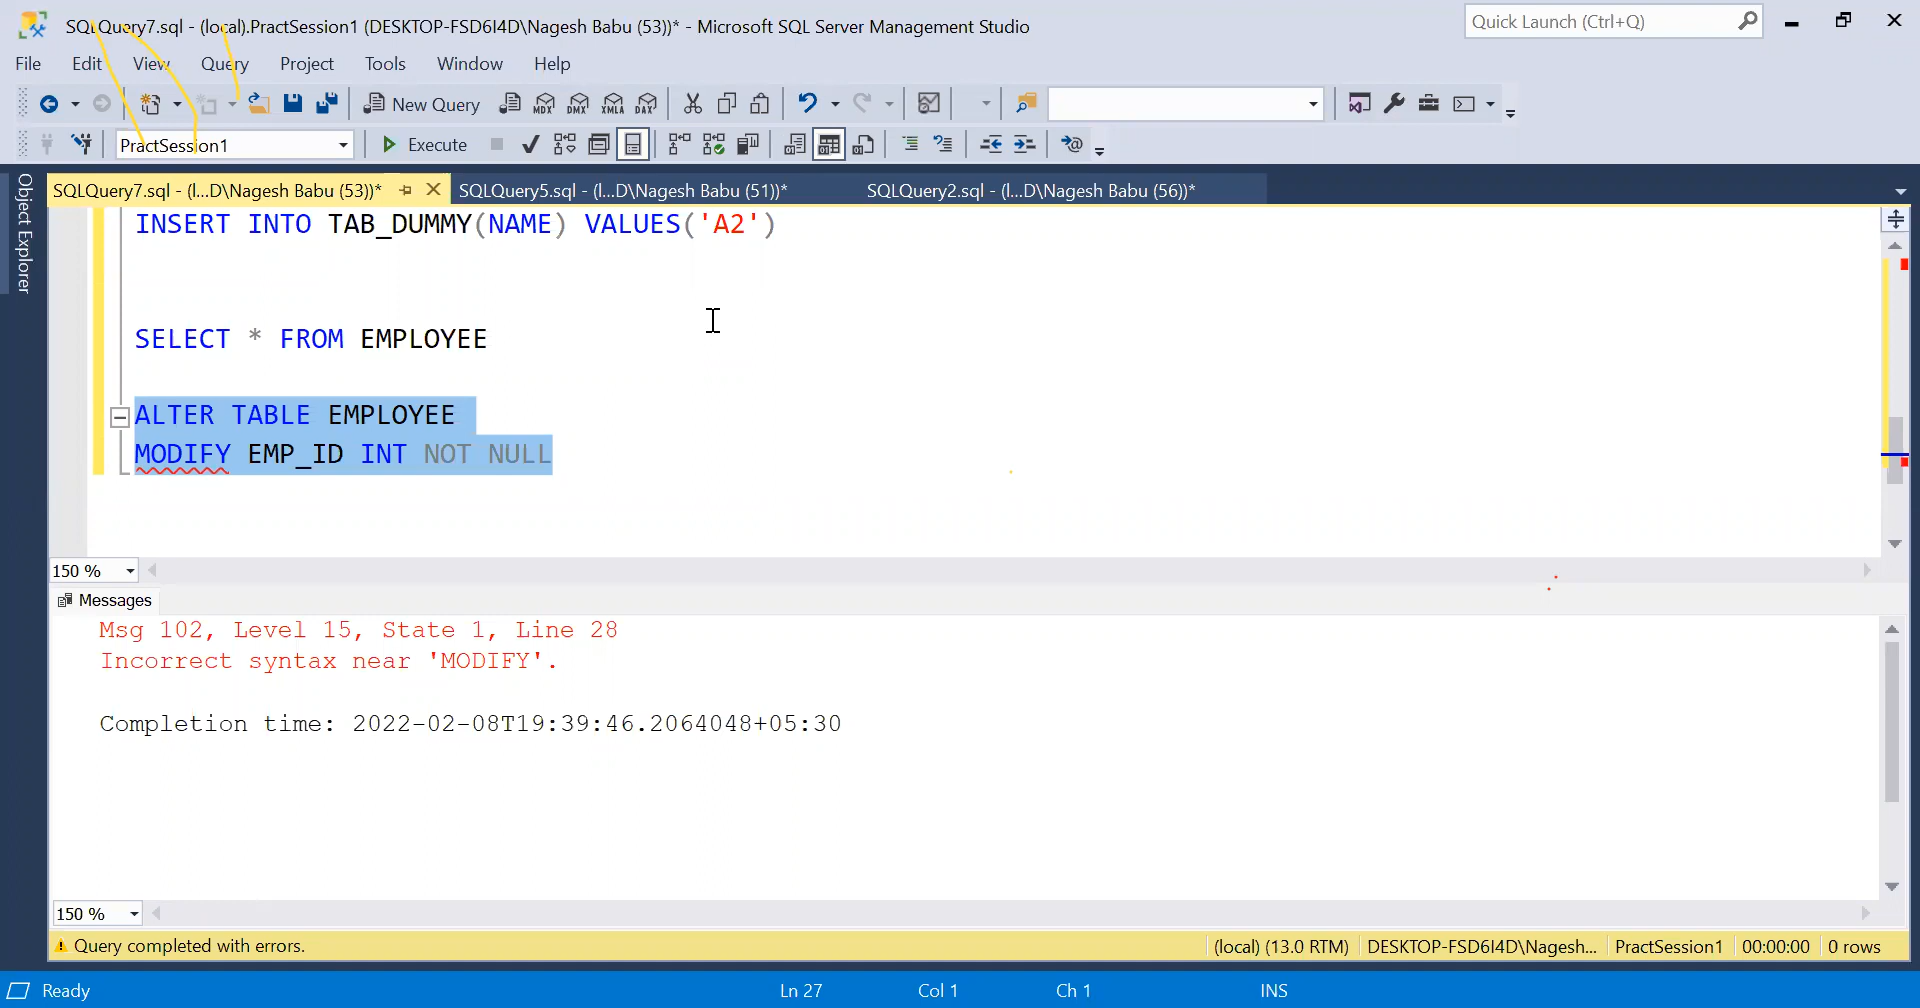 SQLQuery7.sql - (local).PractSession1 (DESKTOP-FSD6I4D\Nagesh Babu (53))* - Microsoft SQL Server Management Studio
Quick Launch (Ctrl+Q)
File Edit View Query Project Tools Window Help
New Query MDX DMX XMLA DAX
PractSession1 Execute
Object Explorer
SQLQuery7.sql - (l...D\Nagesh Babu (53))* SQLQuery5.sql - (l...D\Nagesh Babu (51))* SQLQuery2.sql - (l...D\Nagesh Babu (56))*
INSERT INTO TAB_DUMMY(NAME) VALUES('A2')
SELECT * FROM EMPLOYEE
ALTER TABLE EMPLOYEE
MODIFY EMP_ID INT NOT NULL
150 %
Messages
Msg 102, Level 15, State 1, Line 28
Incorrect syntax near 'MODIFY'.
Completion time: 2022-02-08T19:39:46.2064048+05:30
150 %
Query completed with errors. (local) (13.0 RTM) DESKTOP-FSD6I4D\Nagesh... PractSession1 00:00:00 0 rows
Ready Ln 27 Col 1 Ch 1 INS